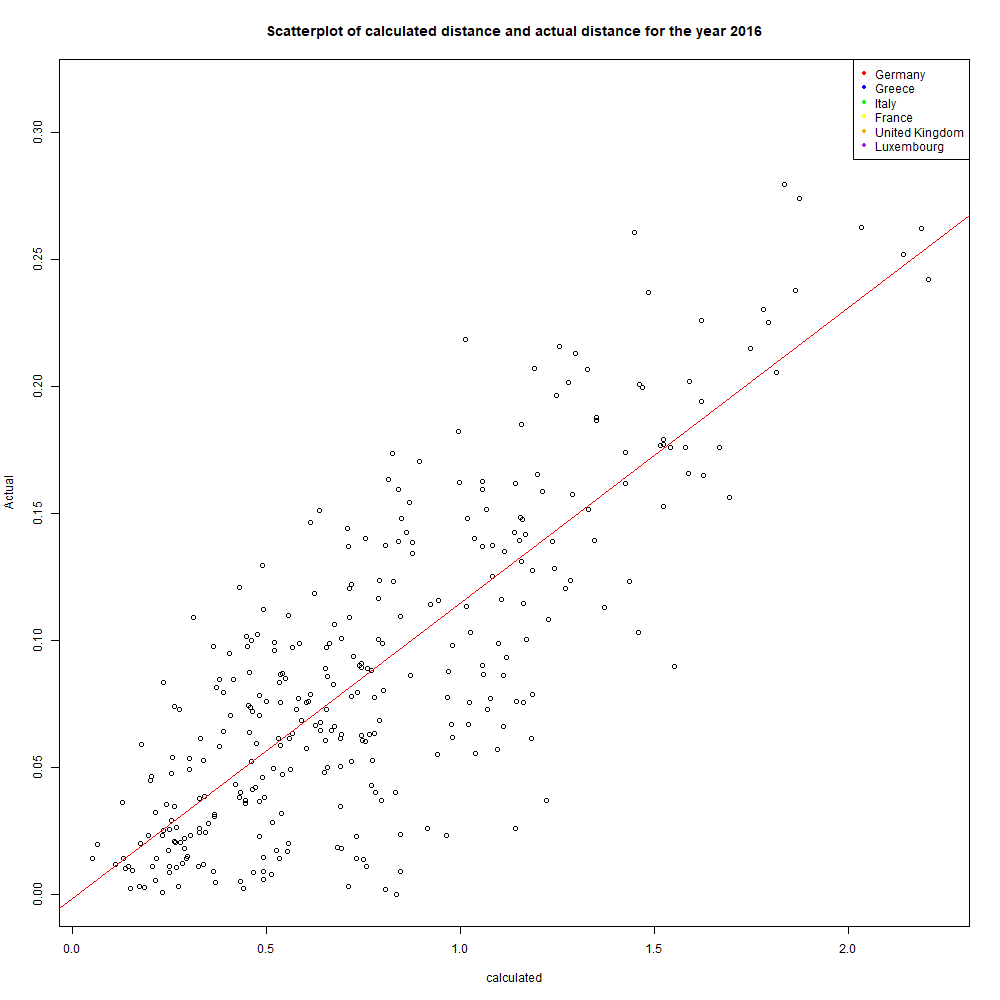 Scatterplot of calculated distance and actual distance for the year 2016
Germany
Greece
Italy
France
United Kingdom
Luxembourg
0.30
0.25
0.20
0.15
0.10
0.05
0.00
Actual
0.0 0.5 1.0 1.5 2.0
calculated